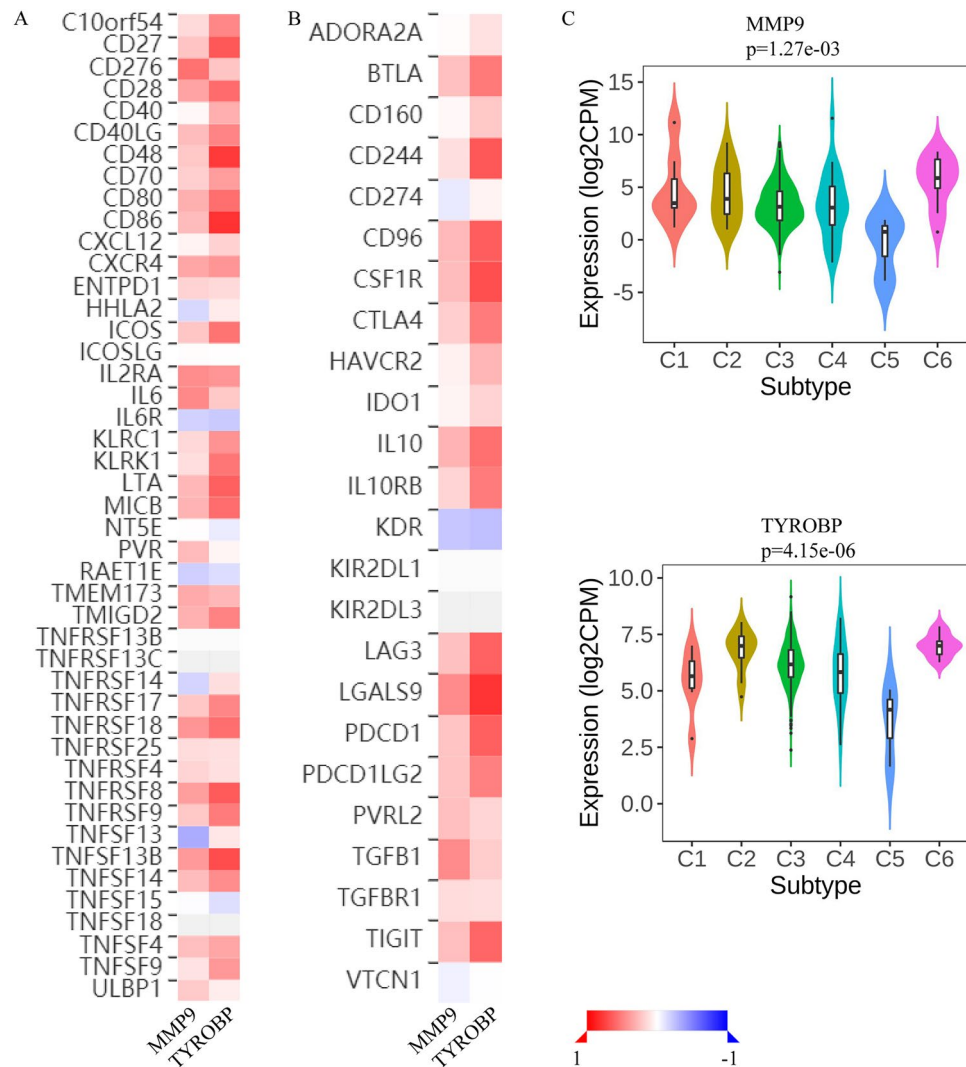 A
C10orf54
CD27
CD276
CD28
CD40
CD40LG
CD48
CD70
CD80
CD86
CXCL12
CXCR4
ENTPD1
HHLA2
ICOS
ICOSLG
IL2RA
IL6
IL6R
KLRC1
KLRK1
LTA
MICB
NT5E
PVR
RAET1E
TMEM173
TMIGD2
TNFRSF13B
TNFRSF13C
TNFRSF14
TNFRSF17
TNFRSF18
TNFRSF25
TNFRSF4
TNFRSF8
TNFRSF9
TNFSF13
TNFSF13B
TNFSF14
TNFSF15
TNFSF18
TNFSF4
TNFSF9
ULBP1
MMP9
TYROBP
B
ADORA2A
BTLA
CD160
CD244
CD274
CD96
CSF1R
CTLA4
HAVCR2
IDO1
IL10
IL10RB
KDR
KIR2DL1
KIR2DL3
LAG3
LGALS9
PDCD1
PDCD1LG2
PVRL2
TGFB1
TGFBR1
TIGIT
VTCN1
MMP9
TYROBP
C
MMP9
p=1.27e-03
Expression (log2CPM)
15
10
5
0
-5
C1 C2 C3 C4 C5 C6
Subtype
TYROBP
p=4.15e-06
Expression (log2CPM)
10.0
7.5
5.0
2.5
0.0
C1 C2 C3 C4 C5 C6
Subtype
1 -1